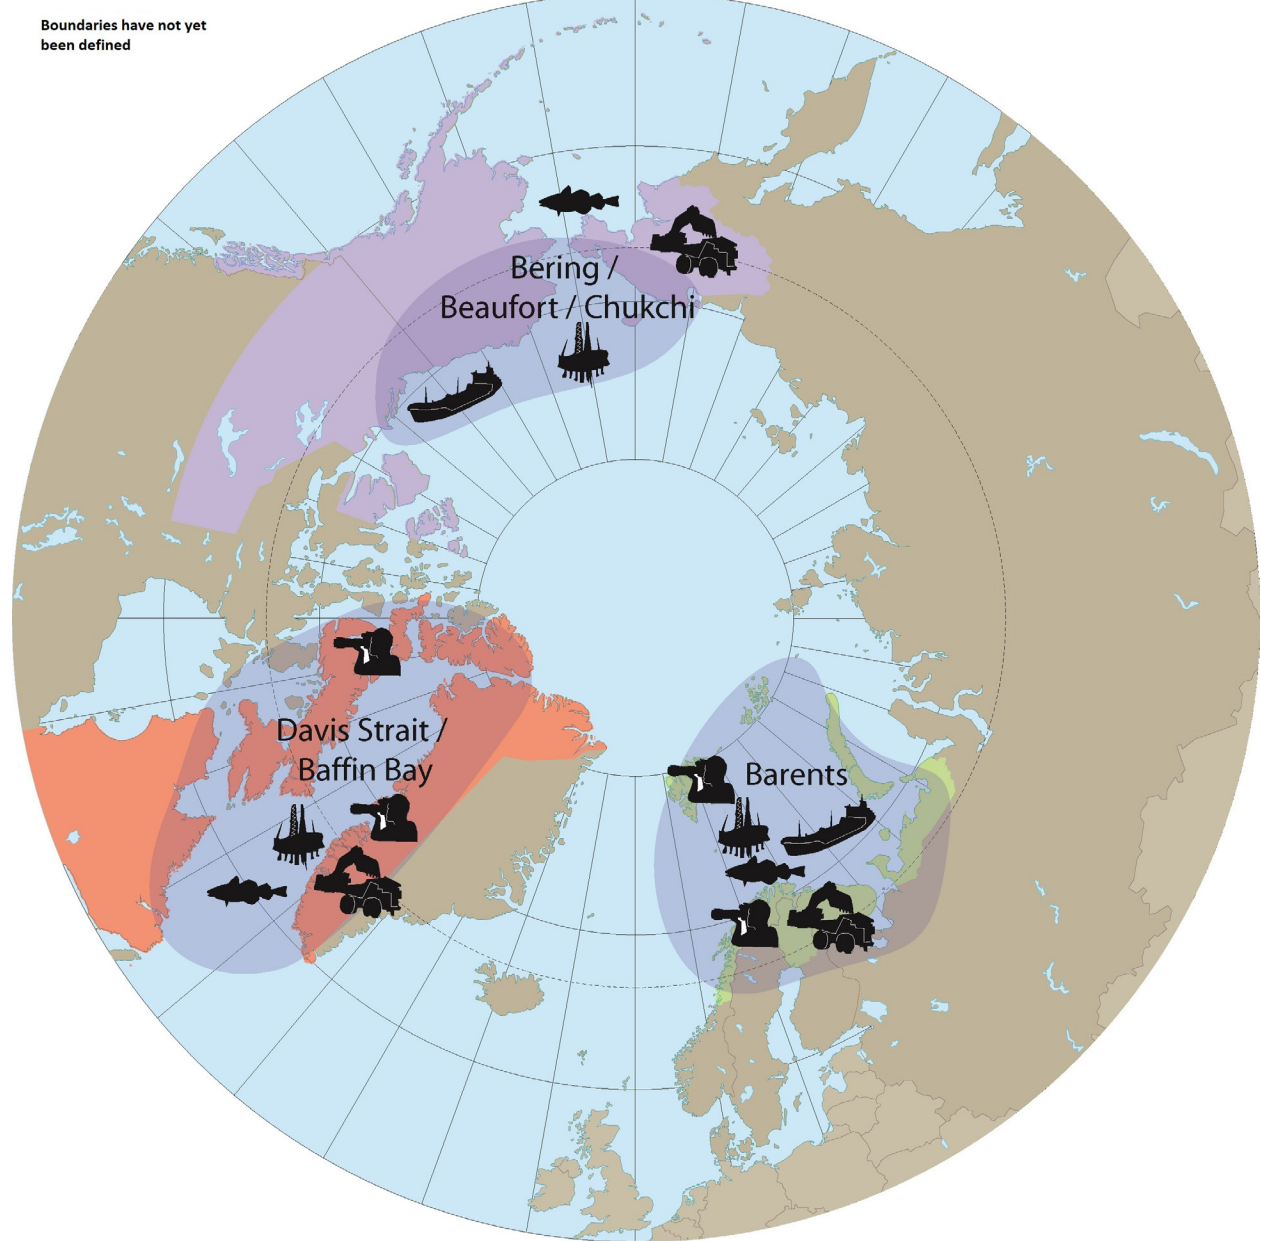 Boundaries have not yet
been defined
Bering /
Beaufort / Chukchi
Davis Strait /
Baffin Bay
Barents